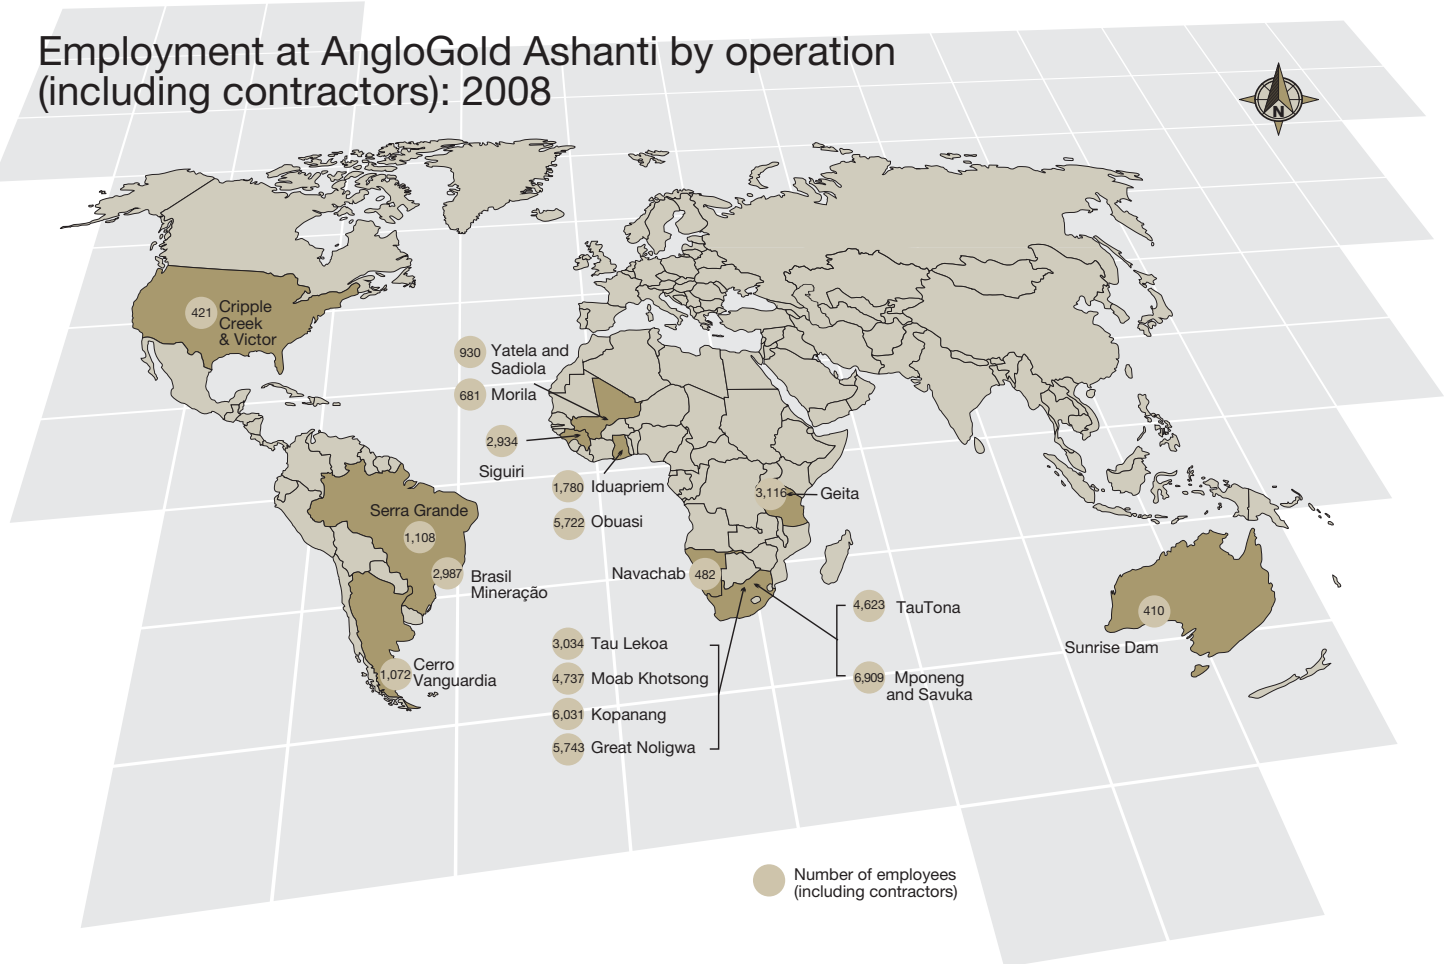 Employment at AngloGold Ashanti by operation
(including contractors): 2008
N
421
Cripple
Creek
& Victor
930
Yatela and
Sadiola
681
Morila
2,934
Siguiri
1,780
Iduapriem
5,722
Obuasi
3,116
Geita
Serra Grande
1,108
2,987
Brasil
Mineração
Navachab
482
4,623
TauTona
410
Sunrise Dam
3,034
Tau Lekoa
1,072
Cerro
Vanguardia
4,737
Moab Khotsong
6,909
Mponeng
and Savuka
6,031
Kopanang
5,743
Great Noligwa
Number of employees
(including contractors)